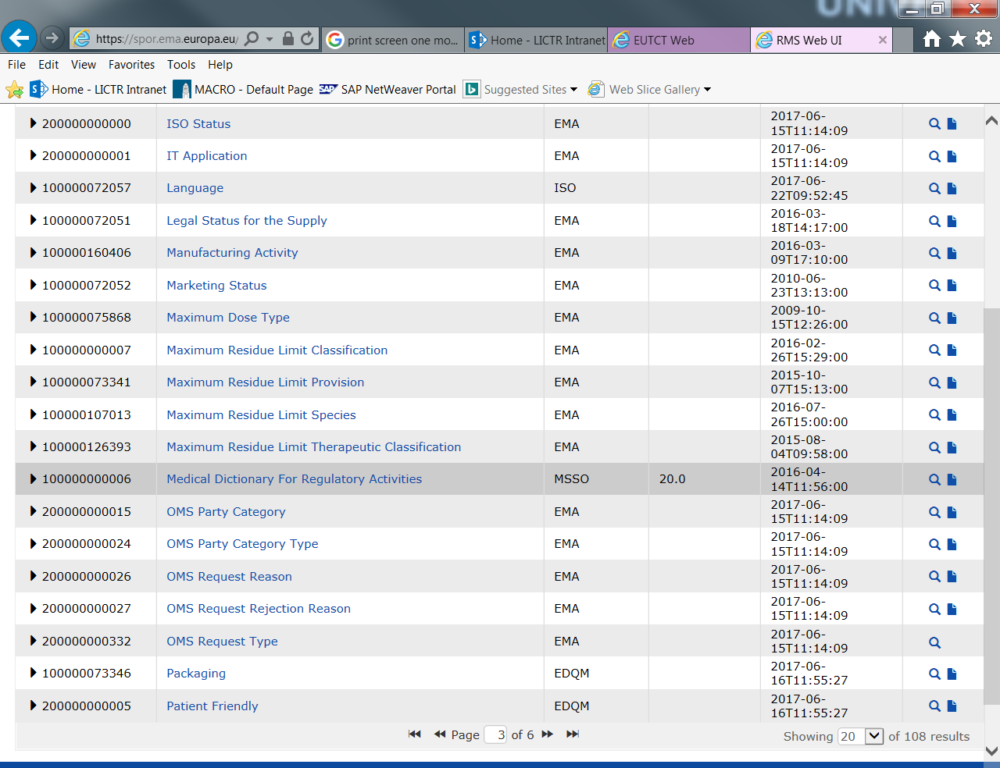 UNIV
https://spor.ema.europa.eu/
print screen one mo...
Home - LICTR Intranet
EUTCT Web
RMS Web UI
File Edit View Favorites Tools Help
Home - LICTR Intranet MACRO - Default Page SAP NetWeaver Portal Suggested Sites Web Slice Gallery
200000000000 ISO Status EMA 2017-06-
15T11:14:09
200000000001 IT Application EMA 2017-06-
15T11:14:09
100000072057 Language ISO 2017-06-
22T09:52:45
100000072051 Legal Status for the Supply EMA 2016-03-
18T14:17:00
100000160406 Manufacturing Activity EMA 2016-03-
09T17:10:00
100000072052 Marketing Status EMA 2010-06-
23T13:13:00
100000075868 Maximum Dose Type EMA 2009-10-
15T12:26:00
100000000007 Maximum Residue Limit Classification EMA 2016-02-
26T15:29:00
100000073341 Maximum Residue Limit Provision EMA 2015-10-
07T15:13:00
100000107013 Maximum Residue Limit Species EMA 2016-07-
26T15:00:00
100000126393 Maximum Residue Limit Therapeutic Classification EMA 2015-08-
04T09:58:00
100000000006 Medical Dictionary For Regulatory Activities MSSO 20.0 2016-04-
14T11:56:00
200000000015 OMS Party Category EMA 2017-06-
15T11:14:09
200000000024 OMS Party Category Type EMA 2017-06-
15T11:14:09
200000000026 OMS Request Reason EMA 2017-06-
15T11:14:09
200000000027 OMS Request Rejection Reason EMA 2017-06-
15T11:14:09
200000000332 OMS Request Type EMA 2017-06-
15T11:14:09
100000073346 Packaging EDQM 2017-06-
16T11:55:27
200000000005 Patient Friendly EDQM 2017-06-
16T11:55:27
Page 3 of 6 Showing 20 of 108 results